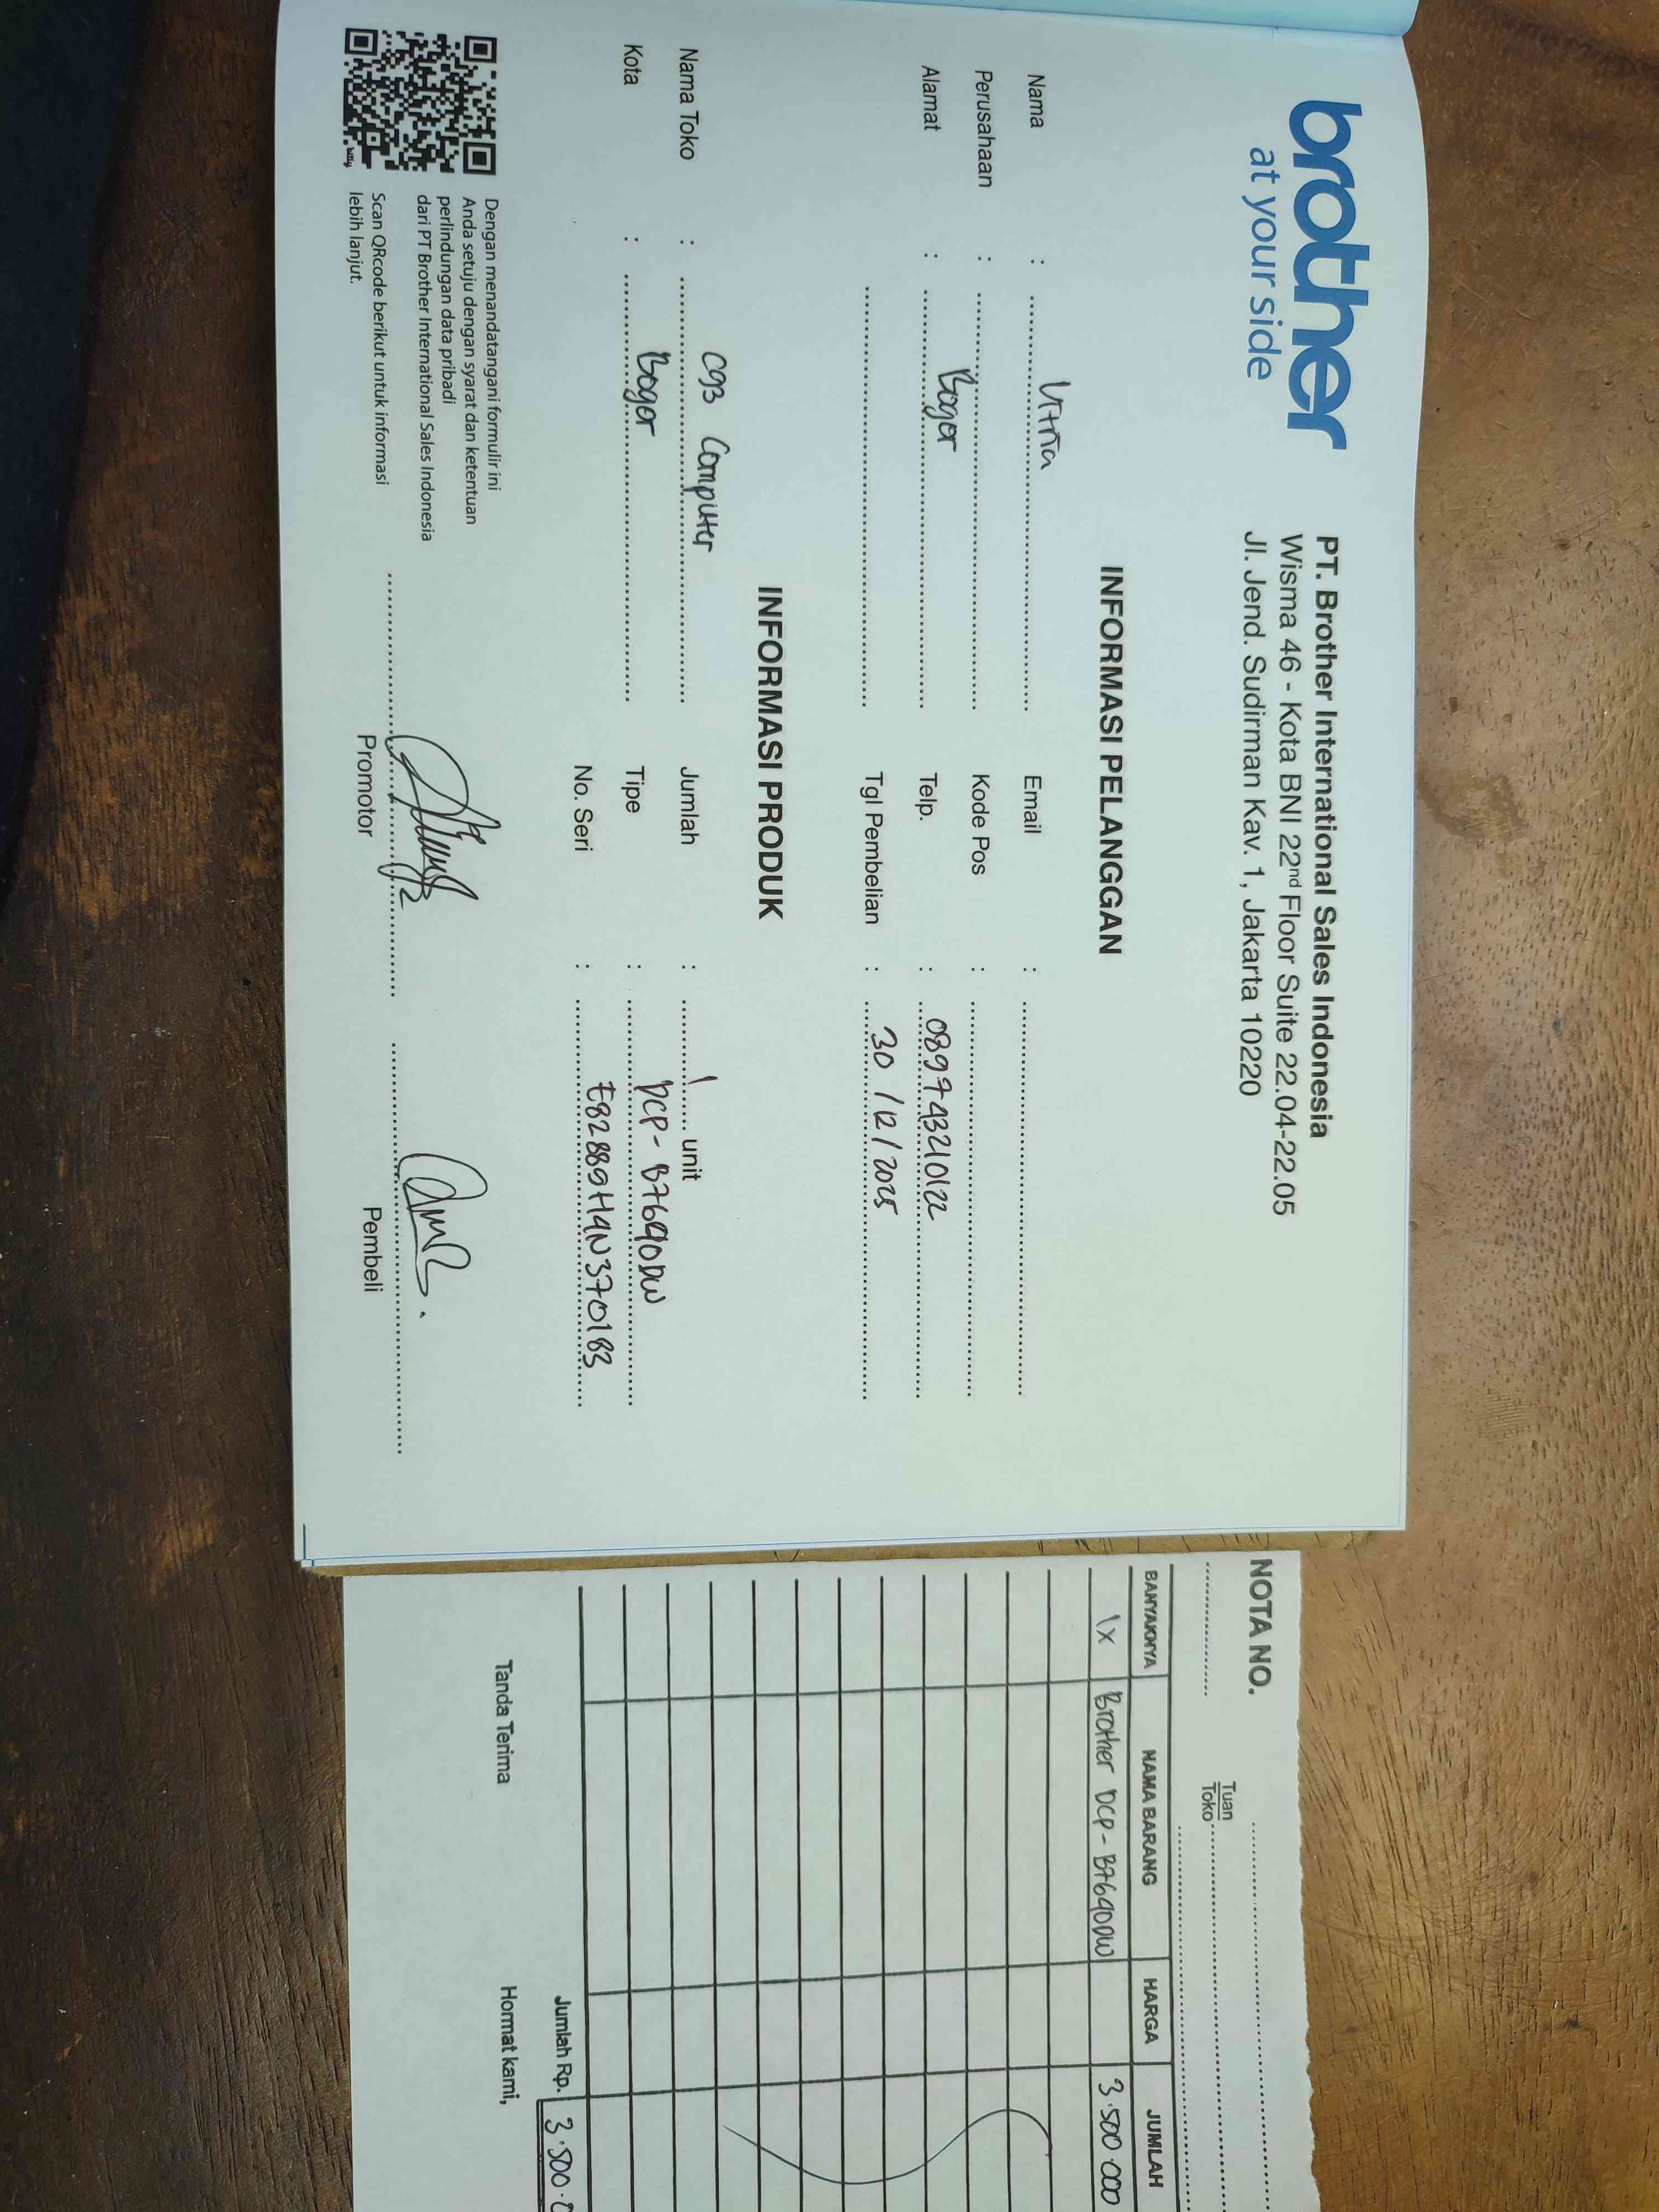 brother
at your side
PT. Brother International Sales Indonesia
Wisma 46 - Kota BNI 22nd Floor Suite 22.04-22.05
Jl. Jend. Sudirman Kav. 1, Jakarta 10220
INFORMASI PELANGGAN
Nama : Vitria Email :
Perusahaan : Kode Pos :
Alamat : Bogor Telp. : 089743210122
Tgl Pembelian : 30/12/2025
INFORMASI PRODUK
Nama Toko : CGB Computer Jumlah : 1 unit
Kota : Bogor Tipe : DCP-B7640DW
No. Seri : E82889H4N370183
Dengan menandatangani formulir ini
Anda setuju dengan syarat dan ketentuan
perlindungan data pribadi
dari PT Brother International Sales Indonesia
Scan QRcode berikut untuk informasi
lebih lanjut.
bitly
Promotor Pembeli
NOTA NO.
Tuan
Toko
BANYAKNYA NAMA BARANG HARGA JUMLAH
1x Brother DCP-B7640DW 3.500.000
Jumlah Rp. 3.500.
Tanda Terima Hormat kami,